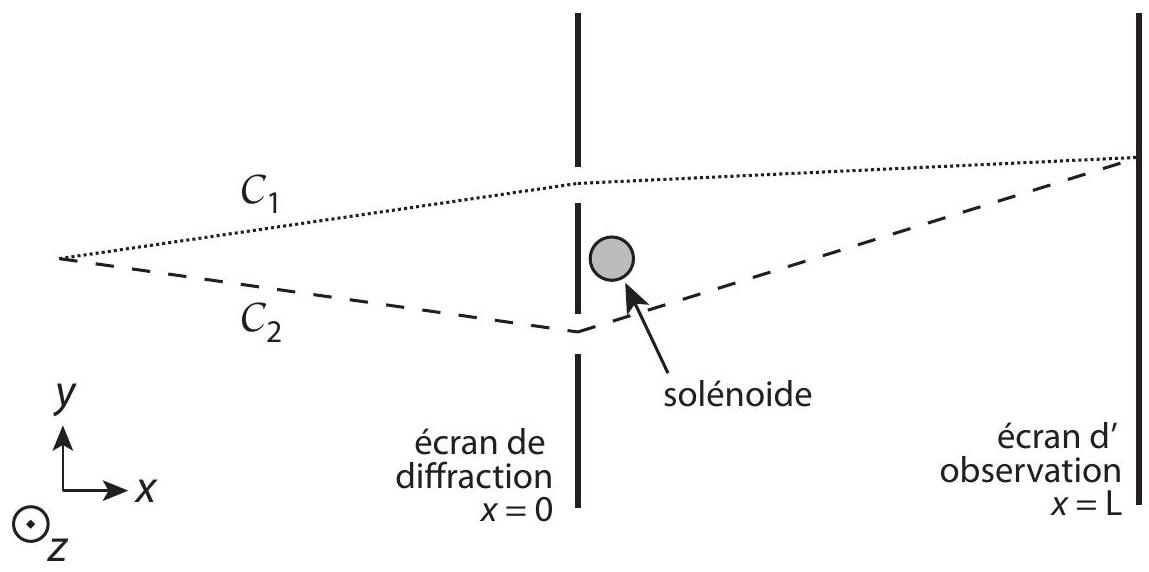 C1
C2
solénoide
y
x
z
écran de
diffraction
x = 0
écran d'
observation
x = L